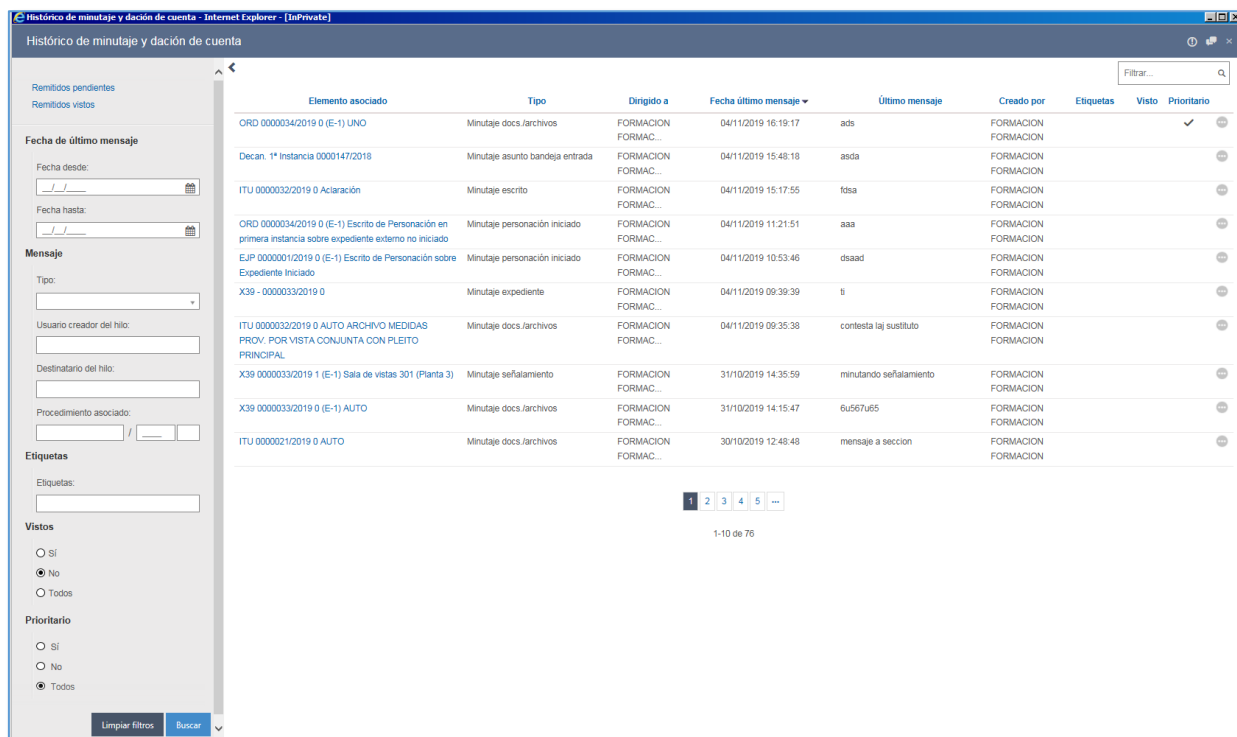 Histórico de minutaje y dación de cuenta - Internet Explorer - [InPrivate]
Histórico de minutaje y dación de cuenta
Remitidos pendientes
Remitidos vistos
Fecha de último mensaje
Fecha desde:
__/__/____
Fecha hasta:
__/__/____
Mensaje
Tipo:
Usuario creador del hilo:
Destinatario del hilo:
Procedimiento asociado:
/ ____
Etiquetas
Etiquetas:
Vistos
Sí
No
Todos
Prioritario
Sí
No
Todos
Limpiar filtros Buscar
Filtrar...
Elemento asociado Tipo Dirigido a Fecha último mensaje Último mensaje Creado por Etiquetas Visto Prioritario
ORD 0000034/2019 0 (E-1) UNO Minutaje docs./archivos FORMACION 04/11/2019 16:19:17 ads FORMACION
FORMAC... FORMACION
Decan. 1ª Instancia 0000147/2018 Minutaje asunto bandeja entrada FORMACION 04/11/2019 15:48:18 asda FORMACION
FORMAC... FORMACION
ITU 0000032/2019 0 Aclaración Minutaje escrito FORMACION 04/11/2019 15:17:55 fdsa FORMACION
FORMAC... FORMACION
ORD 0000034/2019 0 (E-1) Escrito de Personación en Minutaje personación iniciado FORMACION 04/11/2019 11:21:51 aaa FORMACION
primera instancia sobre expediente externo no iniciado FORMAC... FORMACION
EJP 0000001/2019 0 (E-1) Escrito de Personación sobre Minutaje personación iniciado FORMACION 04/11/2019 10:53:46 dsaad FORMACION
Expediente Iniciado FORMAC... FORMACION
X39 - 0000033/2019 0 Minutaje expediente FORMACION 04/11/2019 09:39:39 ti FORMACION
FORMAC... FORMACION
ITU 0000032/2019 0 AUTO ARCHIVO MEDIDAS Minutaje docs./archivos FORMACION 04/11/2019 09:35:38 contesta laj sustituto FORMACION
PROV. POR VISTA CONJUNTA CON PLEITO FORMAC... FORMACION
PRINCIPAL
X39 0000033/2019 1 (E-1) Sala de vistas 301 (Planta 3) Minutaje señalamiento FORMACION 31/10/2019 14:35:59 minutando señalamiento FORMACION
FORMAC... FORMACION
X39 0000033/2019 0 (E-1) AUTO Minutaje docs./archivos FORMACION 31/10/2019 14:15:47 6u567u65 FORMACION
FORMAC... FORMACION
ITU 0000021/2019 0 AUTO Minutaje docs./archivos FORMACION 30/10/2019 12:48:48 mensaje a seccion FORMACION
FORMAC... FORMACION
1 2 3 4 5 ...
1-10 de 76